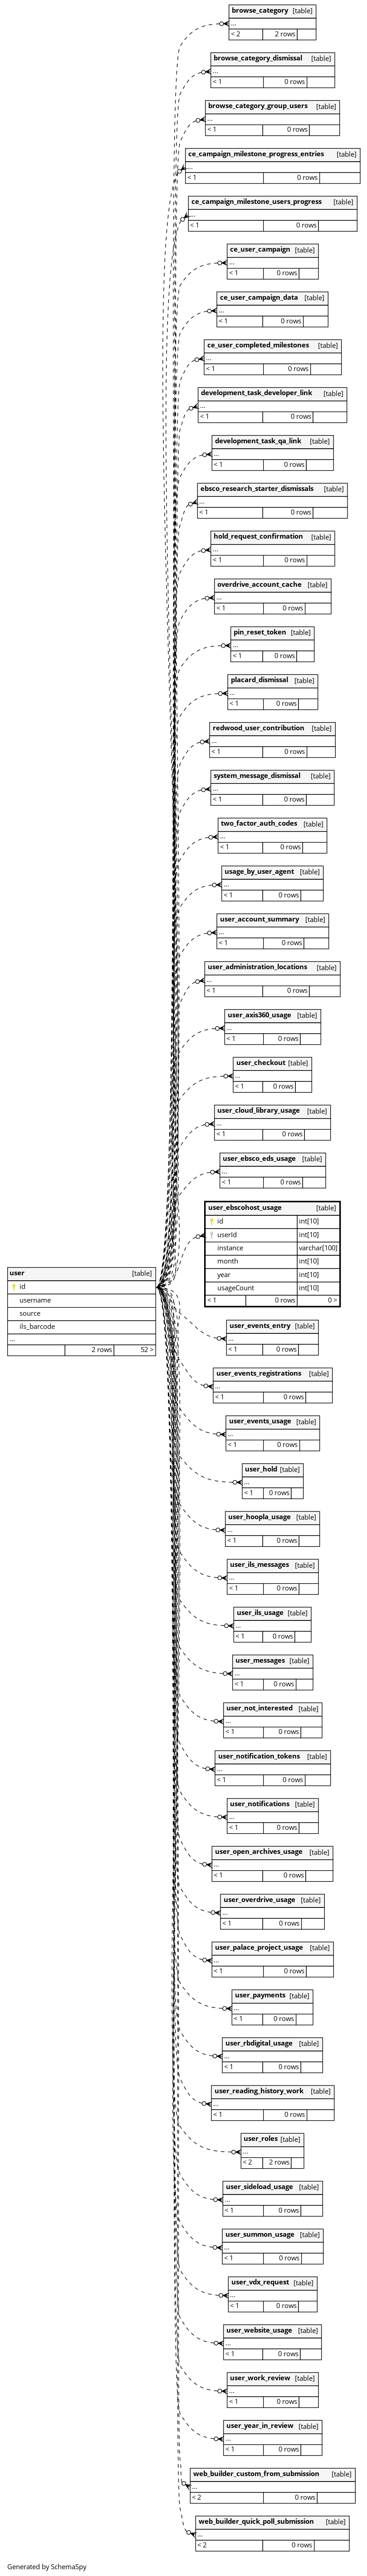 browse_category [table]
...
< 2 2 rows
browse_category_dismissal [table]
...
< 1 0 rows
browse_category_group_users [table]
...
< 1 0 rows
ce_campaign_milestone_progress_entries [table]
...
< 1 0 rows
ce_campaign_milestone_users_progress [table]
...
< 1 0 rows
ce_user_campaign [table]
...
< 1 0 rows
ce_user_campaign_data [table]
...
< 1 0 rows
ce_user_completed_milestones [table]
...
< 1 0 rows
development_task_developer_link [table]
...
< 1 0 rows
development_task_qa_link [table]
...
< 1 0 rows
ebsco_research_starter_dismissals [table]
...
< 1 0 rows
hold_request_confirmation [table]
...
< 1 0 rows
overdrive_account_cache [table]
...
< 1 0 rows
pin_reset_token [table]
...
< 1 0 rows
placard_dismissal [table]
...
< 1 0 rows
redwood_user_contribution [table]
...
< 1 0 rows
system_message_dismissal [table]
...
< 1 0 rows
two_factor_auth_codes [table]
...
< 1 0 rows
usage_by_user_agent [table]
...
< 1 0 rows
user_account_summary [table]
...
< 1 0 rows
user_administration_locations [table]
...
< 1 0 rows
user_axis360_usage [table]
...
< 1 0 rows
user_checkout [table]
...
< 1 0 rows
user_cloud_library_usage [table]
...
< 1 0 rows
user_ebsco_eds_usage [table]
...
< 1 0 rows
user_ebscohost_usage [table]
id int[10]
userId int[10]
instance varchar[100]
month int[10]
year int[10]
usageCount int[10]
< 1 0 rows 0 >
user [table]
id
username
source
ils_barcode
...
2 rows 52 >
user_events_entry [table]
...
< 1 0 rows
user_events_registrations [table]
...
< 1 0 rows
user_events_usage [table]
...
< 1 0 rows
user_hold [table]
...
< 1 0 rows
user_hoopla_usage [table]
...
< 1 0 rows
user_ils_messages [table]
...
< 1 0 rows
user_ils_usage [table]
...
< 1 0 rows
user_messages [table]
...
< 1 0 rows
user_not_interested [table]
...
< 1 0 rows
user_notification_tokens [table]
...
< 1 0 rows
user_notifications [table]
...
< 1 0 rows
user_open_archives_usage [table]
...
< 1 0 rows
user_overdrive_usage [table]
...
< 1 0 rows
user_palace_project_usage [table]
...
< 1 0 rows
user_payments [table]
...
< 1 0 rows
user_rbdigital_usage [table]
...
< 1 0 rows
user_reading_history_work [table]
...
< 1 0 rows
user_roles [table]
...
< 2 2 rows
user_sideload_usage [table]
...
< 1 0 rows
user_summon_usage [table]
...
< 1 0 rows
user_vdx_request [table]
...
< 1 0 rows
user_website_usage [table]
...
< 1 0 rows
user_work_review [table]
...
< 1 0 rows
user_year_in_review [table]
...
< 1 0 rows
web_builder_custom_from_submission [table]
...
< 2 0 rows
web_builder_quick_poll_submission [table]
...
< 2 0 rows
Generated by SchemaSpy